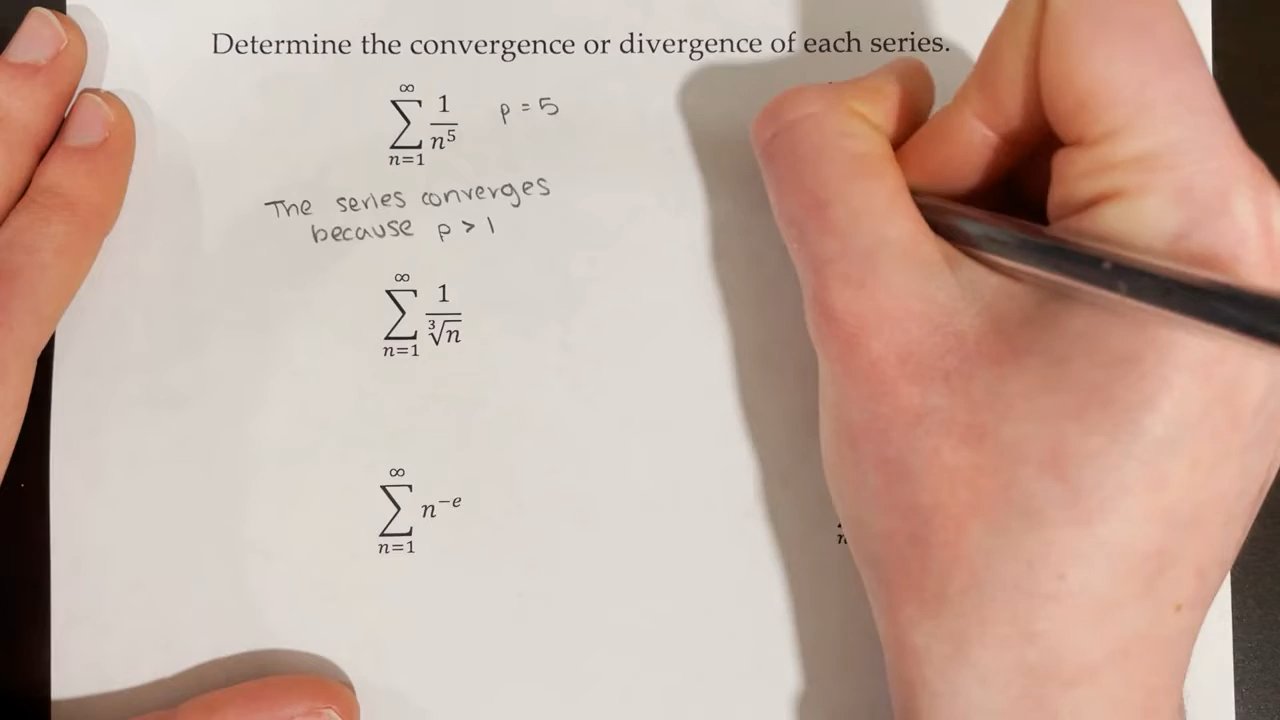 Determine the convergence or divergence of each series.
∞
∑ 1/n⁵ p = 5
n=1
The series converges
because p > 1
∞
∑ 1/∛n
n=1
∞
∑ n⁻ᵉ
n=1